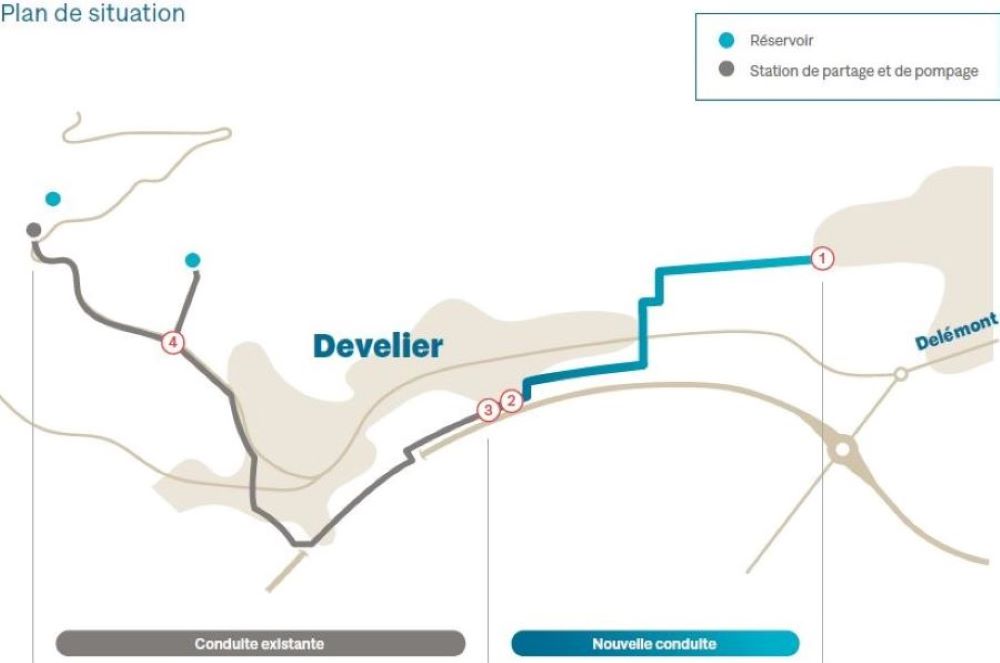 Plan de situation
Réservoir
Station de partage et de pompage
1
4
Develier
Delémont
3
2
Conduite existante
Nouvelle conduite